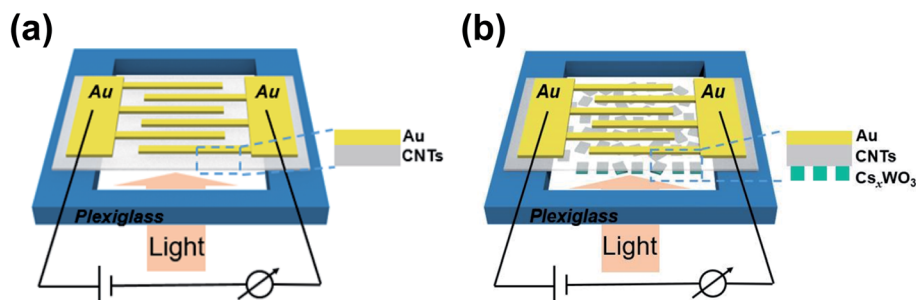 (a)
Au
Au
Au
CNTs
Plexiglass
Light
(b)
Au
Au
Au
CNTs
CsₓWO₃
Plexiglass
Light